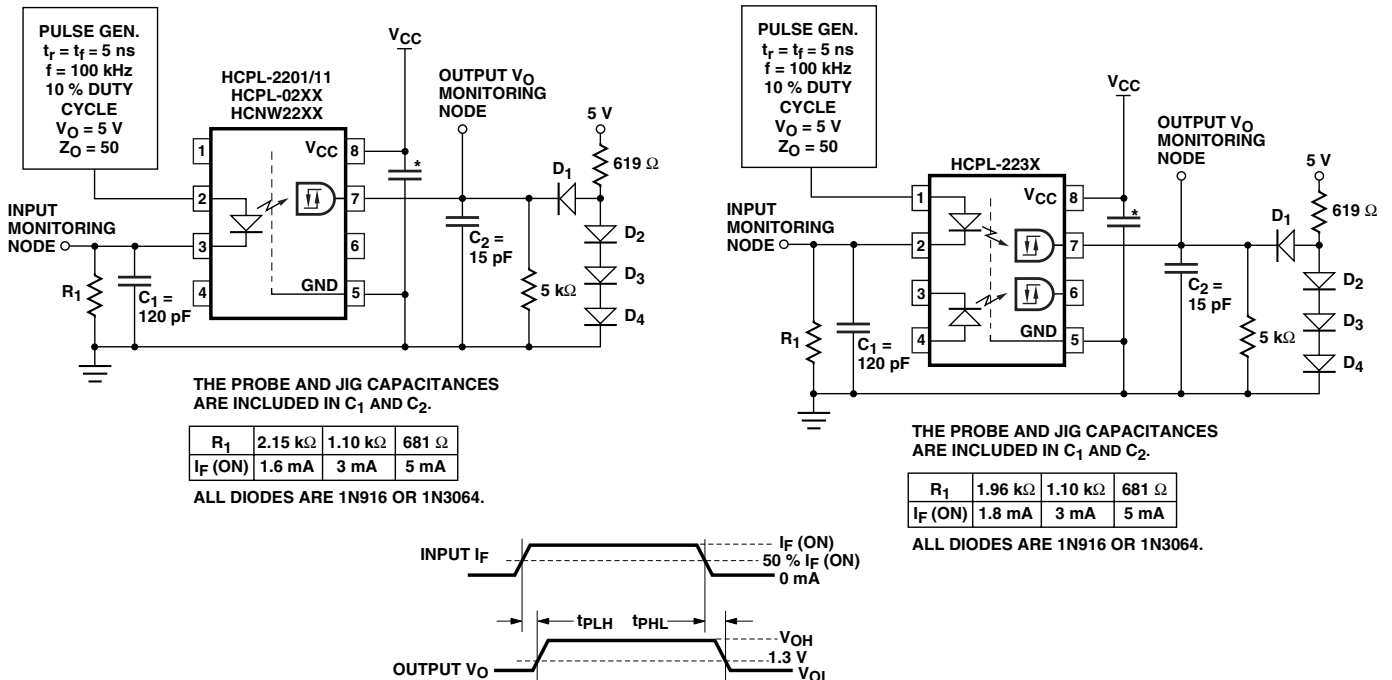 PULSE GEN.
tr = tf = 5 ns
f = 100 kHz
10 % DUTY
CYCLE
VO = 5 V
ZO = 50
HCPL-2201/11
HCPL-02XX
HCNW22XX
VCC
OUTPUT VO
MONITORING
NODE
5 V
619 Ω
D1
1
VCC
8
*
2
7
INPUT
MONITORING
NODE
3
6
C2 =
15 pF
D2
D3
D4
5 kΩ
R1
C1 =
120 pF
4
GND
5
THE PROBE AND JIG CAPACITANCES
ARE INCLUDED IN C1 AND C2.
R1 2.15 kΩ 1.10 kΩ 681 Ω
IF (ON) 1.6 mA 3 mA 5 mA
ALL DIODES ARE 1N916 OR 1N3064.
PULSE GEN.
tr = tf = 5 ns
f = 100 kHz
10 % DUTY
CYCLE
VO = 5 V
ZO = 50
HCPL-223X
VCC
OUTPUT VO
MONITORING
NODE
5 V
619 Ω
D1
1
VCC
8
*
INPUT
MONITORING
NODE
2
7
C2 =
15 pF
D2
D3
D4
5 kΩ
3
6
R1
C1 =
120 pF
4
GND
5
THE PROBE AND JIG CAPACITANCES
ARE INCLUDED IN C1 AND C2.
R1 1.96 kΩ 1.10 kΩ 681 Ω
IF (ON) 1.8 mA 3 mA 5 mA
ALL DIODES ARE 1N916 OR 1N3064.
INPUT IF
IF (ON)
50 % IF (ON)
0 mA
tPLH tPHL
OUTPUT VO
VOH
1.3 V
VOL